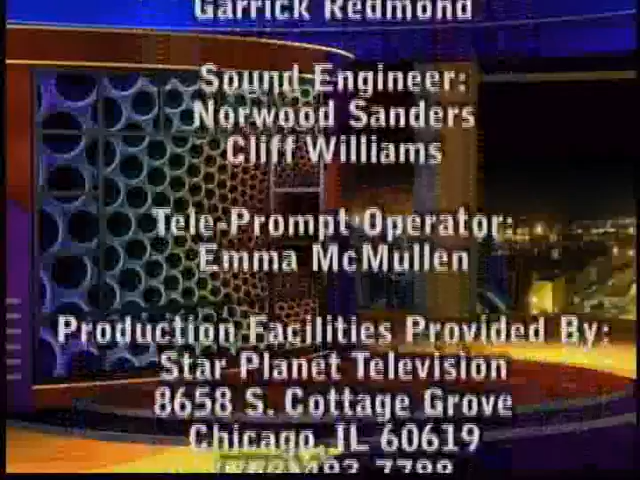 Garrick Redmond
Sound Engineer:
Norwood Sanders
Cliff Williams
Tele-Prompt Operator:
Emma McMullen
Production Facilities Provided By:
Star Planet Television
8658 S. Cottage Grove
Chicago, IL 60619